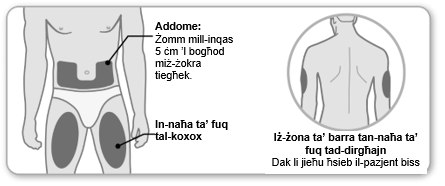 Addome:
Żomm mill-inqas
5 ċm 'l bogħod
miż-żokra
tiegħek.
In-naħa ta' fuq
tal-koxox
Iż-żona ta' barra tan-naħa ta'
fuq tad-dirgħajn
Dak li jieħu ħsieb il-pazjent biss